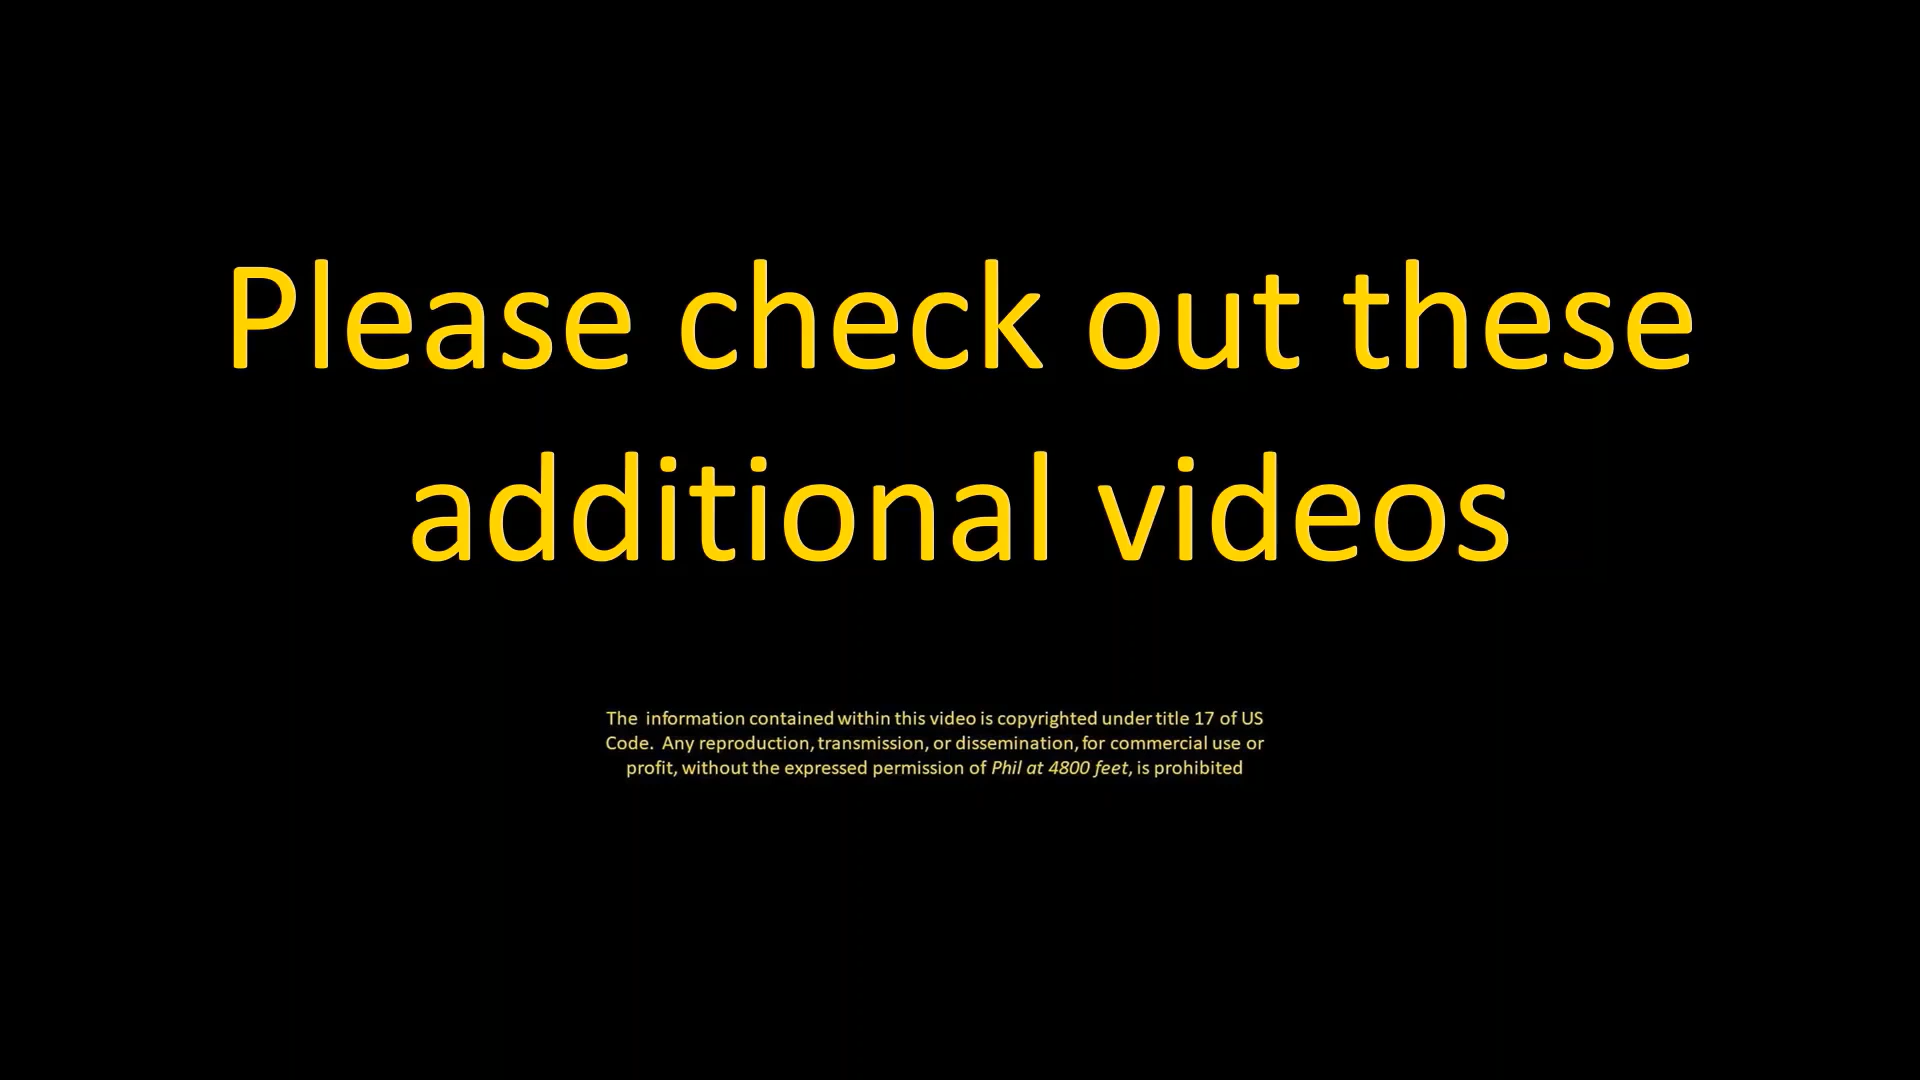 Please check out these
additional videos
The  information contained within this video is copyrighted under title 17 of US
Code.  Any reproduction, transmission, or dissemination, for commercial use or
profit, without the expressed permission of Phil at 4800 feet, is prohibited